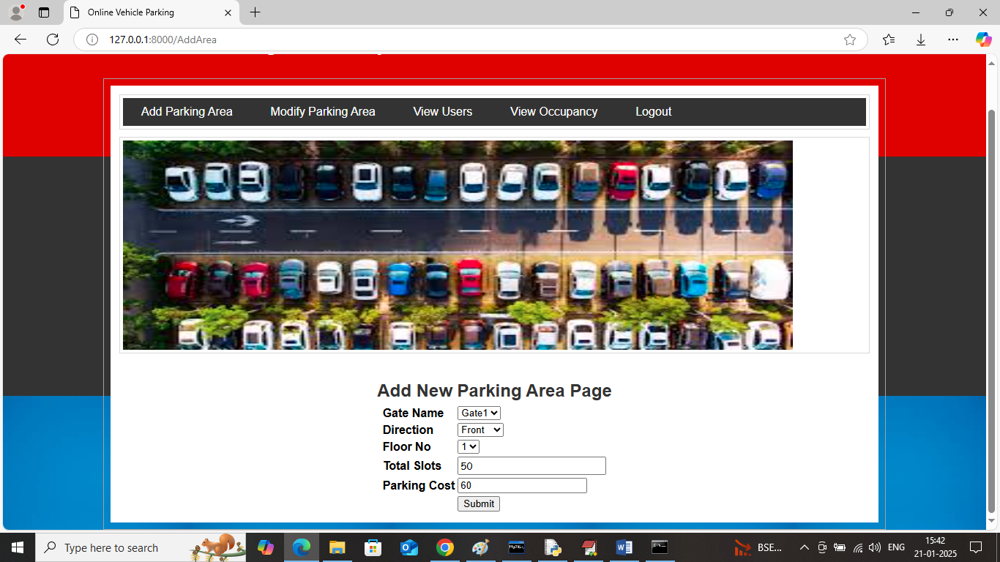 Online Vehicle Parking
127.0.0.1:8000/AddArea
Add Parking Area Modify Parking Area View Users View Occupancy Logout
Add New Parking Area Page
Gate Name Gate1
Direction Front
Floor No 1
Total Slots 50
Parking Cost 60
Submit
Type here to search
BSE...
ENG
15:42
21-01-2025